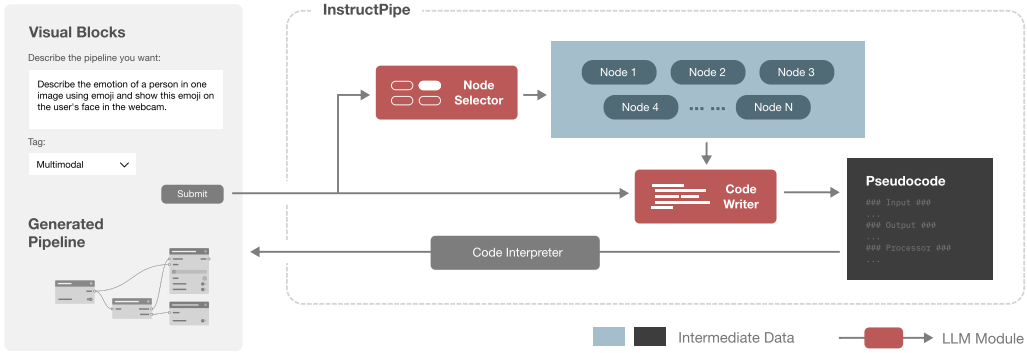 InstructPipe
Visual Blocks
Describe the pipeline you want:
Describe the emotion of a person in one
image using emoji and show this emoji on
the user's face in the webcam.
Tag:
Multimodal
Submit
Generated
Pipeline
Node
Selector
Node 1
Node 2
Node 3
Node 4
... ...
Node N
Code
Writer
Pseudocode
### Input ###
...
### Output ###
...
### Processor ###
...
Code Interpreter
Intermediate Data
LLM Module